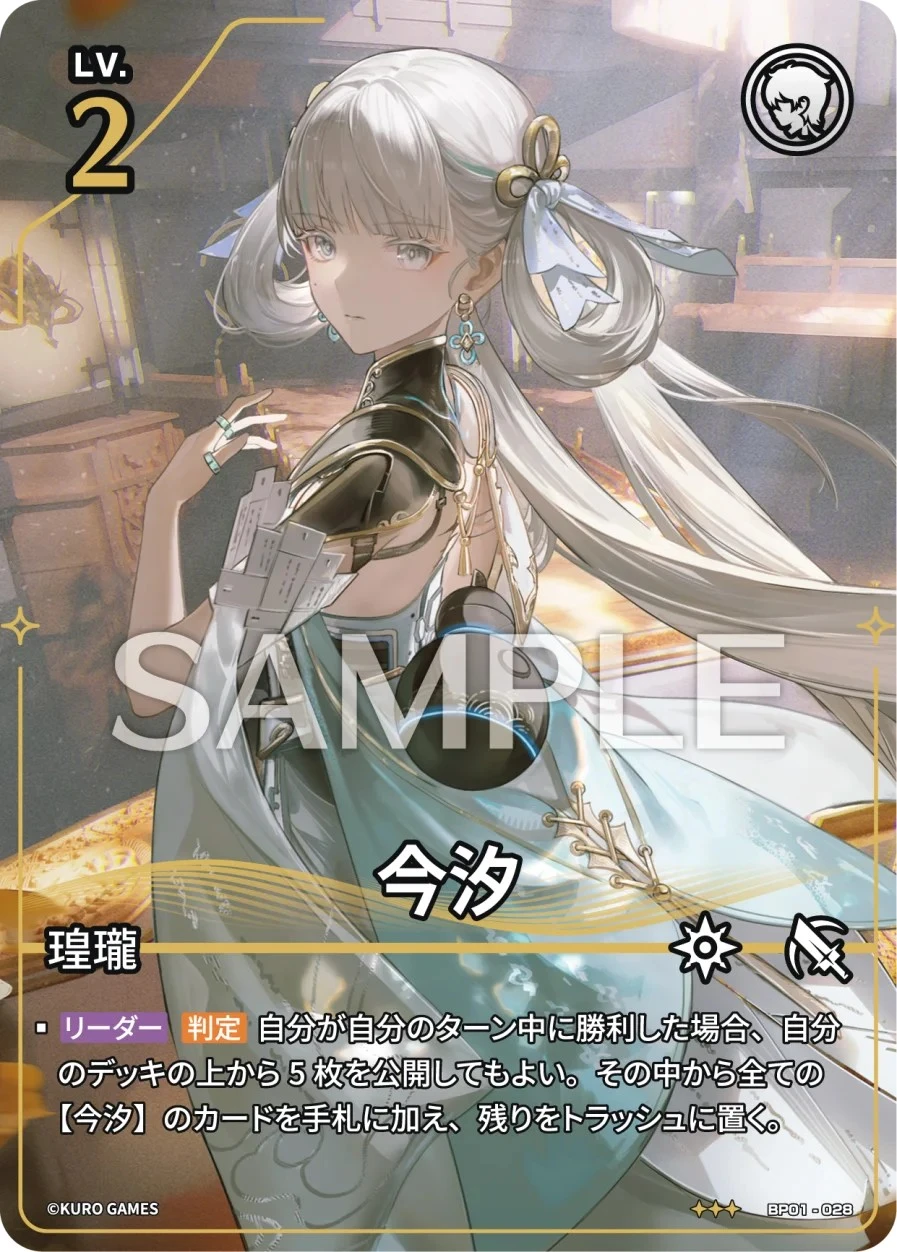 LV.
2
SAMPLE
今汐
瑝瓏
▪ リーダー 判定 自分が自分のターン中に勝利した場合、自分
のデッキの上から5枚を公開してもよい。その中から全ての
【今汐】のカードを手札に加え、残りをトラッシュに置く。
©KURO GAMES
BP01-028